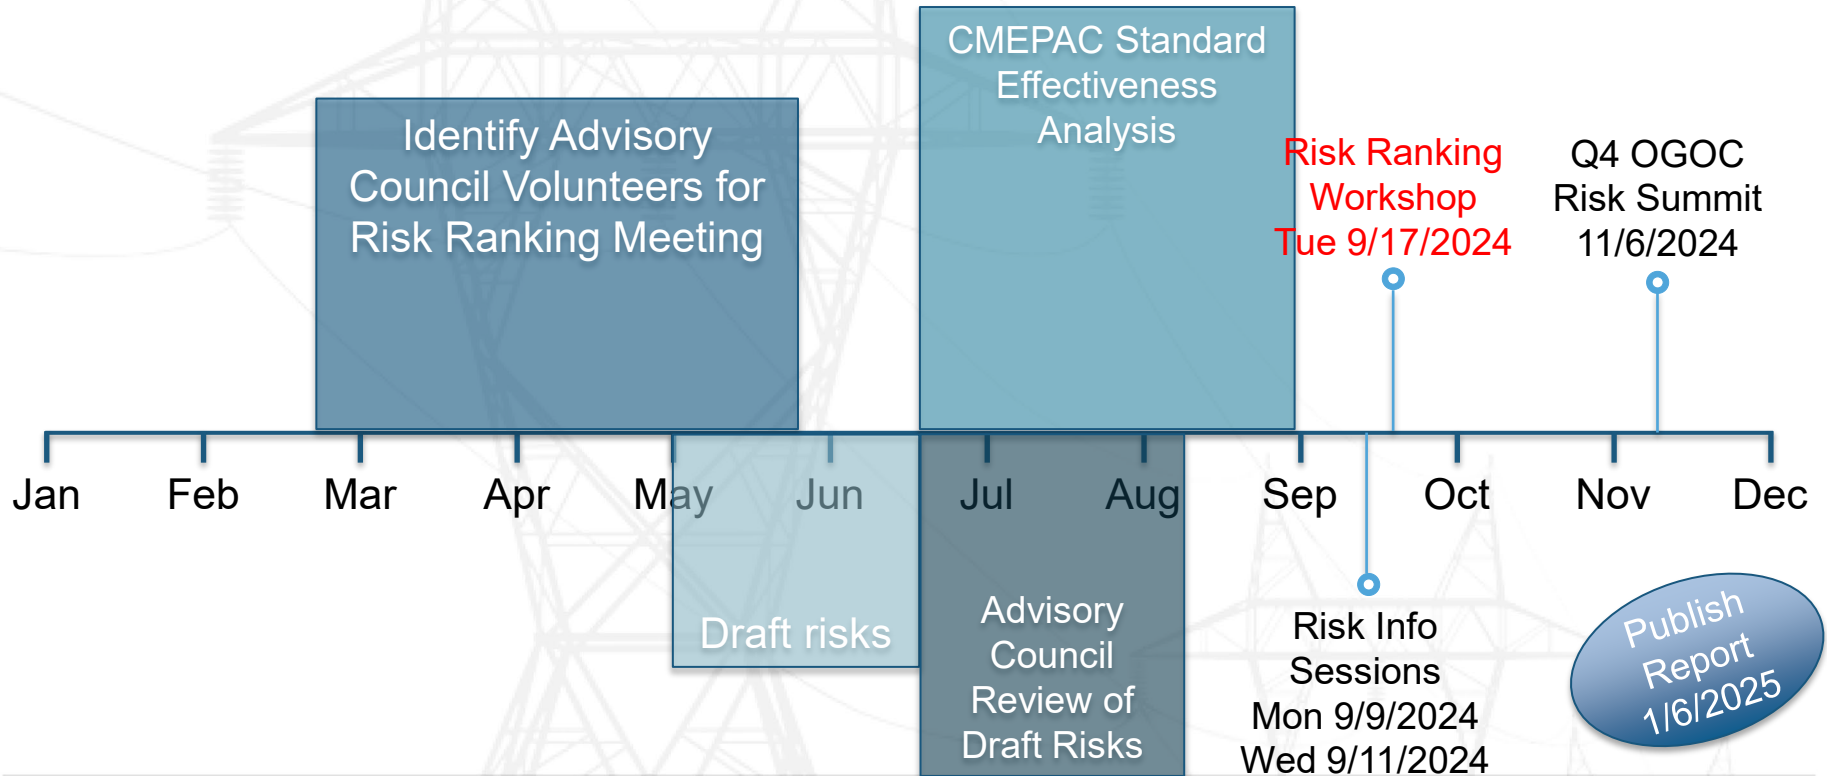 CMEPAC Standard
Effectiveness
Analysis
Identify Advisory
Council Volunteers for
Risk Ranking Meeting
Risk Ranking
Workshop
Tue 9/17/2024
Q4 OGOC
Risk Summit
11/6/2024
Jan Feb Mar Apr May Jun Jul Aug Sep Oct Nov Dec
Draft risks
Advisory
Council
Review of
Draft Risks
Risk Info
Sessions
Mon 9/9/2024
Wed 9/11/2024
Publish
Report
1/6/2025